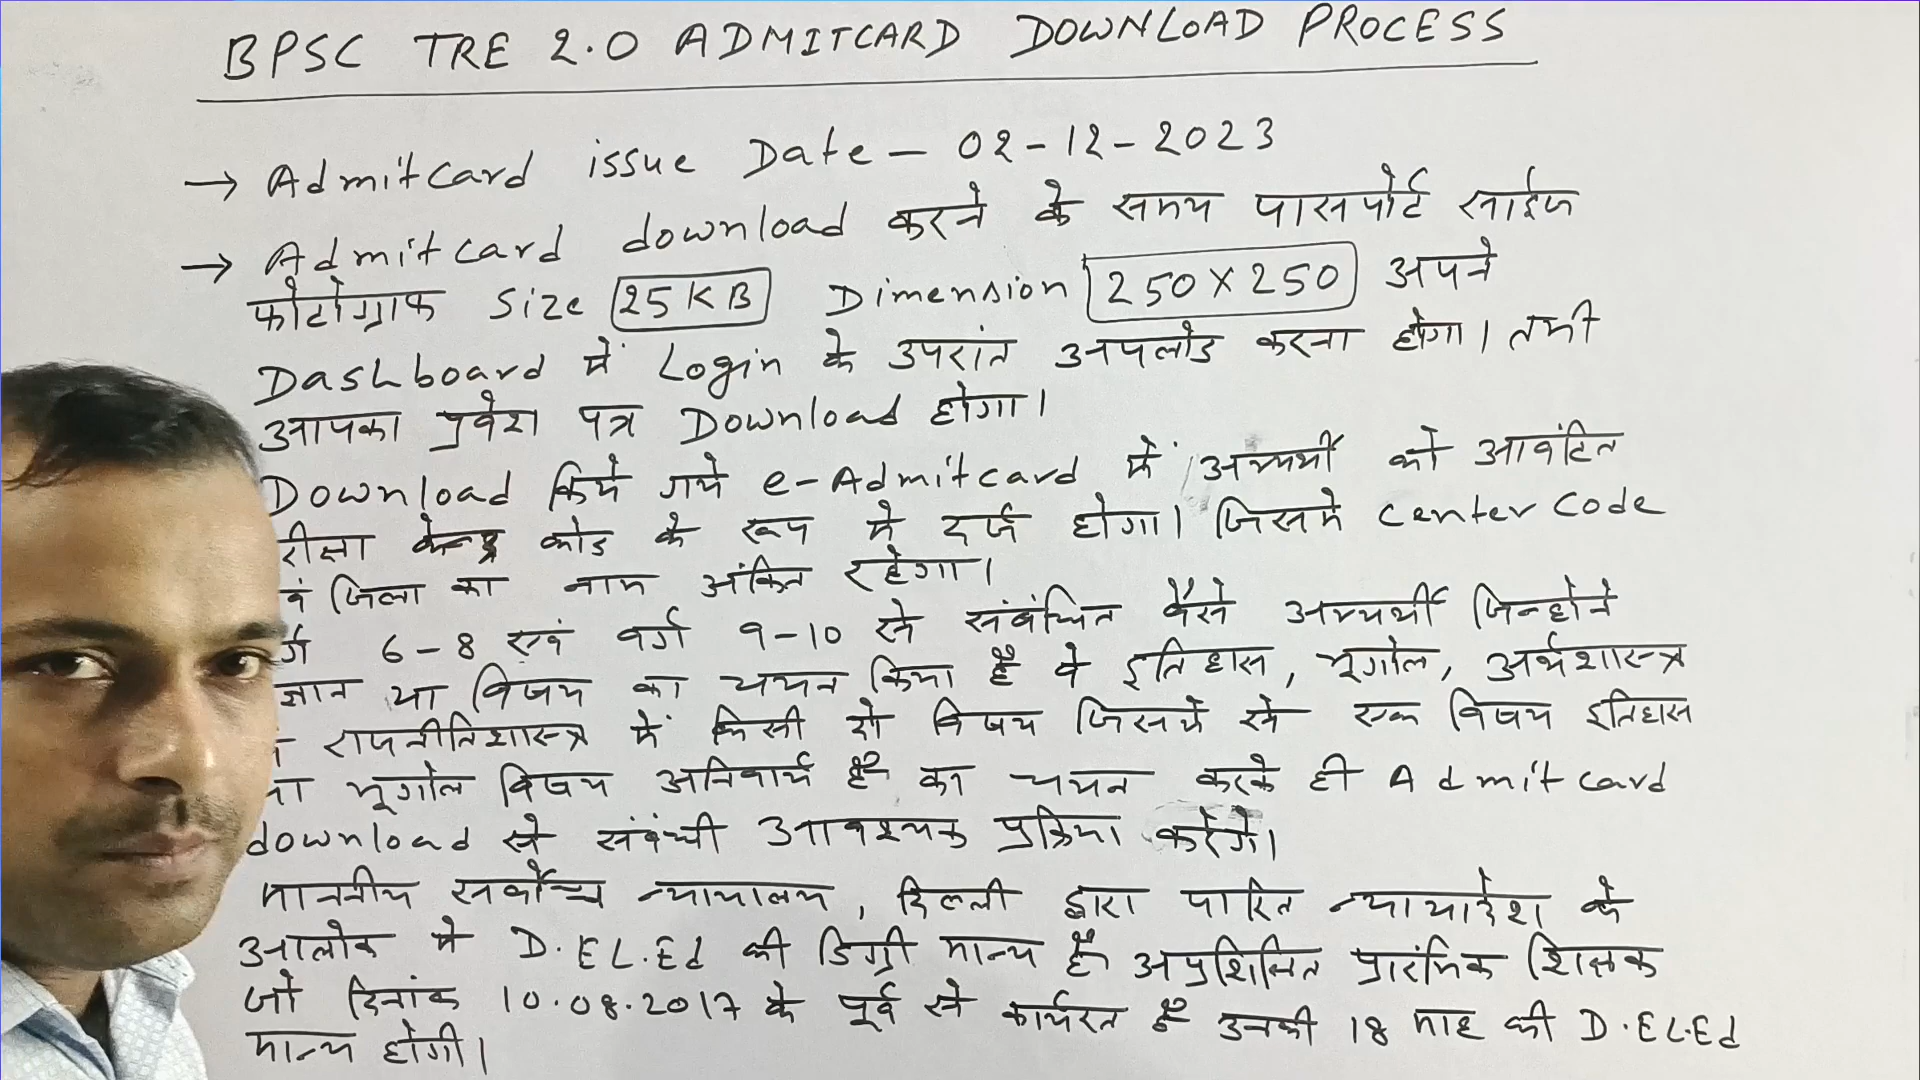 BPSC TRE 2.0 ADMITCARD DOWNLOAD PROCESS
→ Admitcard issue Date – 02-12-2023
→ Admitcard download करने के समय पासपोर्ट साईज
फोटोग्राफ Size 25KB Dimension 250X250 अपने
Dashboard में Login के उपरांत अपलोड करना होगा। तभी
आपका प्रवेश पत्र Download होगा।
Download किये गये e-Admitcard में अभ्यर्थी को आवंटित
रीक्षा केन्द्र कोड के रूप में दर्ज होगा। जिसमे Center Code
वं जिला का नाम अंकित रहेगा।
र्ग 6-8 एवं वर्ग 9-10 से संबंधित वैसे अभ्यर्थी जिन्होने
ज्ञान या विषय का चयन किया है वे इतिहास, भूगोल, अर्थशास्त्र
राजनीतिशास्त्र में किसी दो विषय जिसमे से एक विषय इतिहास
या भूगोल विषय अनिवार्य है का चयन करके ही Admitcard
download से संबंधी आवश्यक प्रक्रिया करेंगे।
माननीय सर्वोच्च न्यायालय, दिल्ली द्वारा पारित न्यायादेश के
आलोक मे D.EL.Ed की डिग्री मान्य है अप्रशिक्षित प्रारंभिक शिक्षक
जो दिनांक 10.08.2017 के पूर्व से कार्यरत है उनकी 18 माह की D.EL.Ed
मान्य होगी।